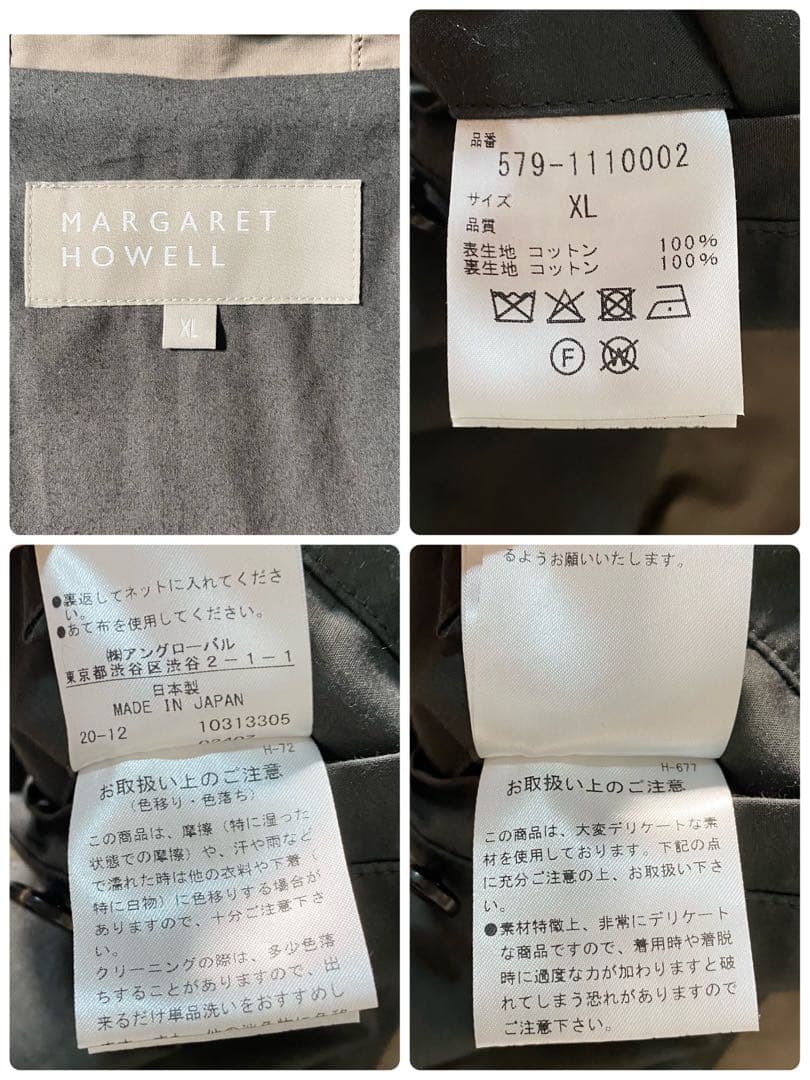 MARGARET
HOWELL
XL
品番
579-1110002
サイズ XL
品質
表生地 コットン 100%
裏生地 コットン 100%
F
W
●裏返してネットに入れてくださ
い。
●あて布を使用してください。
㈱アングローバル
東京都渋谷区渋谷2-1-1
日本製
MADE IN JAPAN
20-12 10313305
H-72
お取扱い上のご注意
(色移り・色落ち)
この商品は、摩擦(特に湿った
状態での摩擦)や、汗や雨など
で濡れた時は他の衣料や下着(
特に白物)に色移りする場合が
ありますので、十分ご注意下さ
い。
クリーニングの際は、多少色落
ちすることがありますので、出
来るだけ単品洗いをおすすめし
るようお願いいたします。
H-677
お取扱い上のご注意
この商品は、大変デリケートな素
材を使用しております。下記の点
に充分ご注意の上、お取扱い下さ
い。
●素材特徴上、非常にデリケート
な商品ですので、着用時や着脱
時に過度な力が加わりますと破
れてしまう恐れがありますので
ご注意下さい。